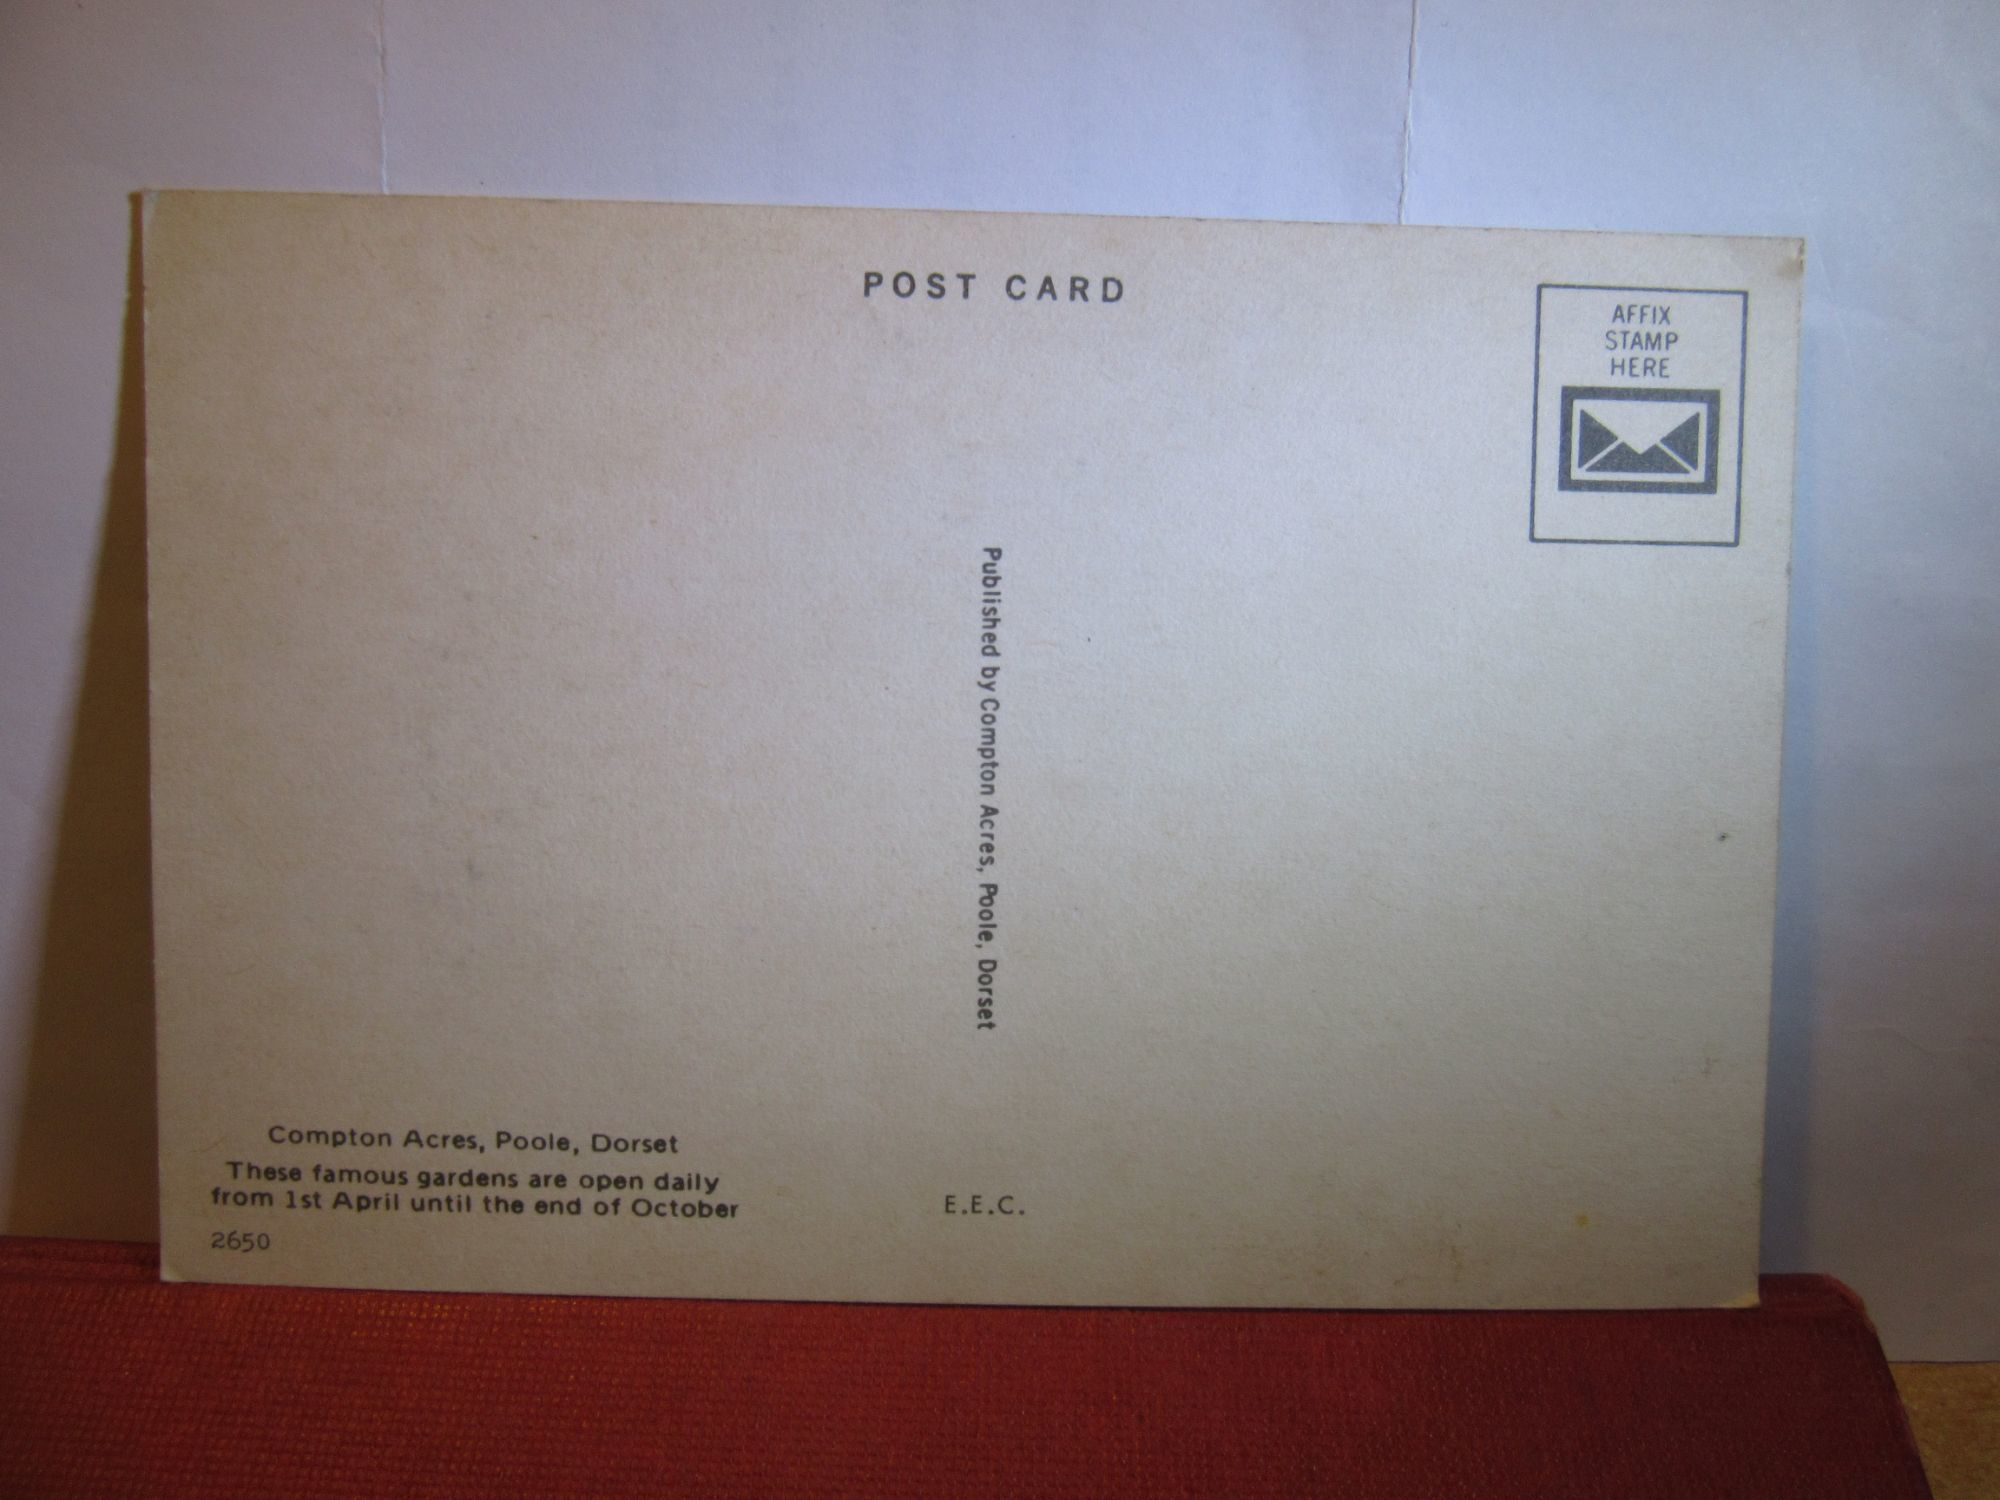 POST CARD
AFFIX
STAMP
HERE
Published by Compton Acres, Poole, Dorset
Compton Acres, Poole, Dorset
These famous gardens are open daily
from 1st April until the end of October
E.E.C.
2650